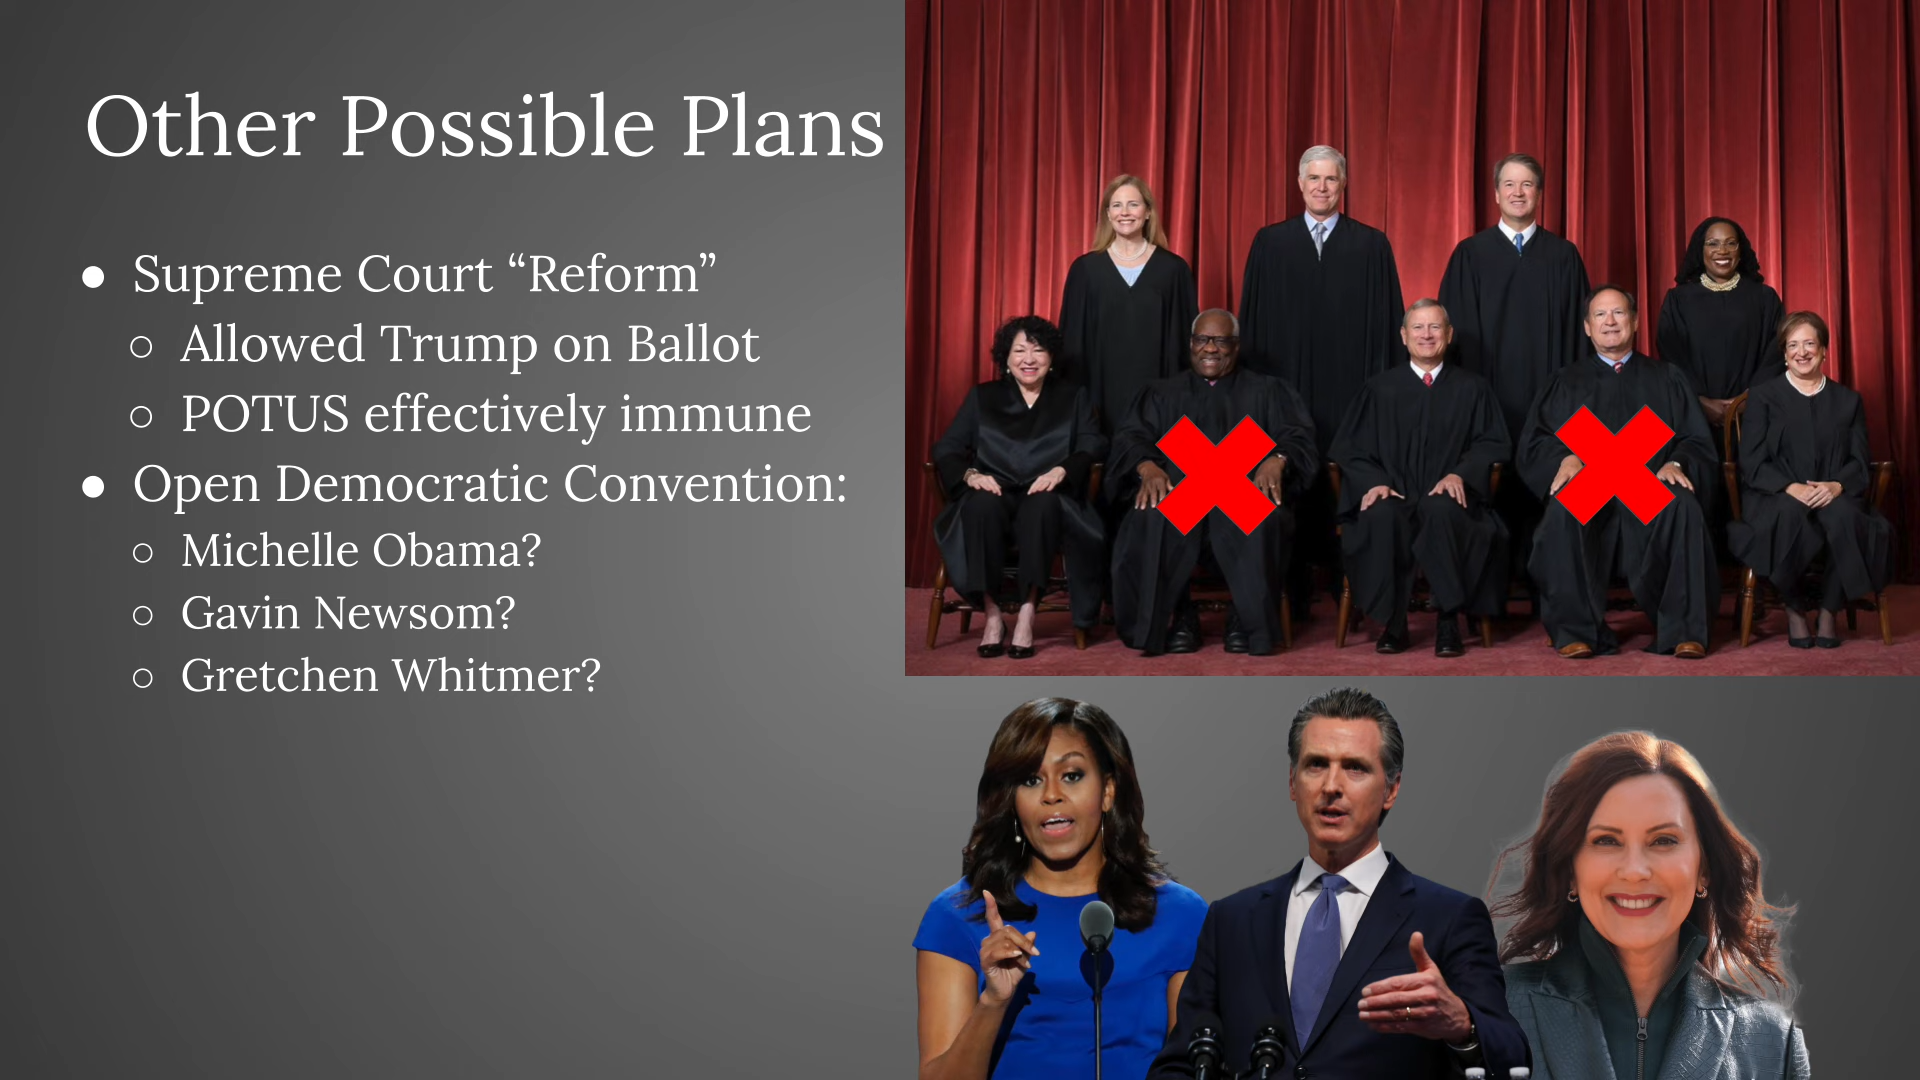 Other Possible Plans
● Supreme Court “Reform”
○ Allowed Trump on Ballot
○ POTUS effectively immune
● Open Democratic Convention:
○ Michelle Obama?
○ Gavin Newsom?
○ Gretchen Whitmer?